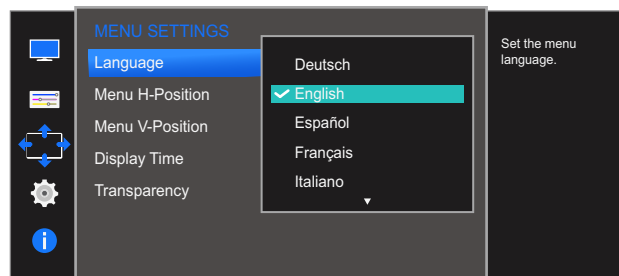 MENU SETTINGS
Language
Menu H-Position
Menu V-Position
Display Time
Transparency
Deutsch
English
Español
Français
Italiano
Set the menu
language.